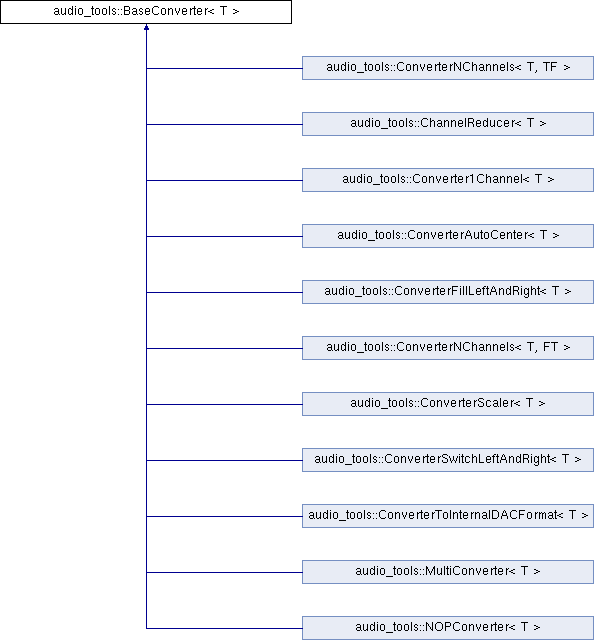 audio_tools::BaseConverter< T >
audio_tools::ConverterNChannels< T, TF >
audio_tools::ChannelReducer< T >
audio_tools::Converter1Channel< T >
audio_tools::ConverterAutoCenter< T >
audio_tools::ConverterFillLeftAndRight< T >
audio_tools::ConverterNChannels< T, FT >
audio_tools::ConverterScaler< T >
audio_tools::ConverterSwitchLeftAndRight< T >
audio_tools::ConverterToInternalDACFormat< T >
audio_tools::MultiConverter< T >
audio_tools::NOPConverter< T >